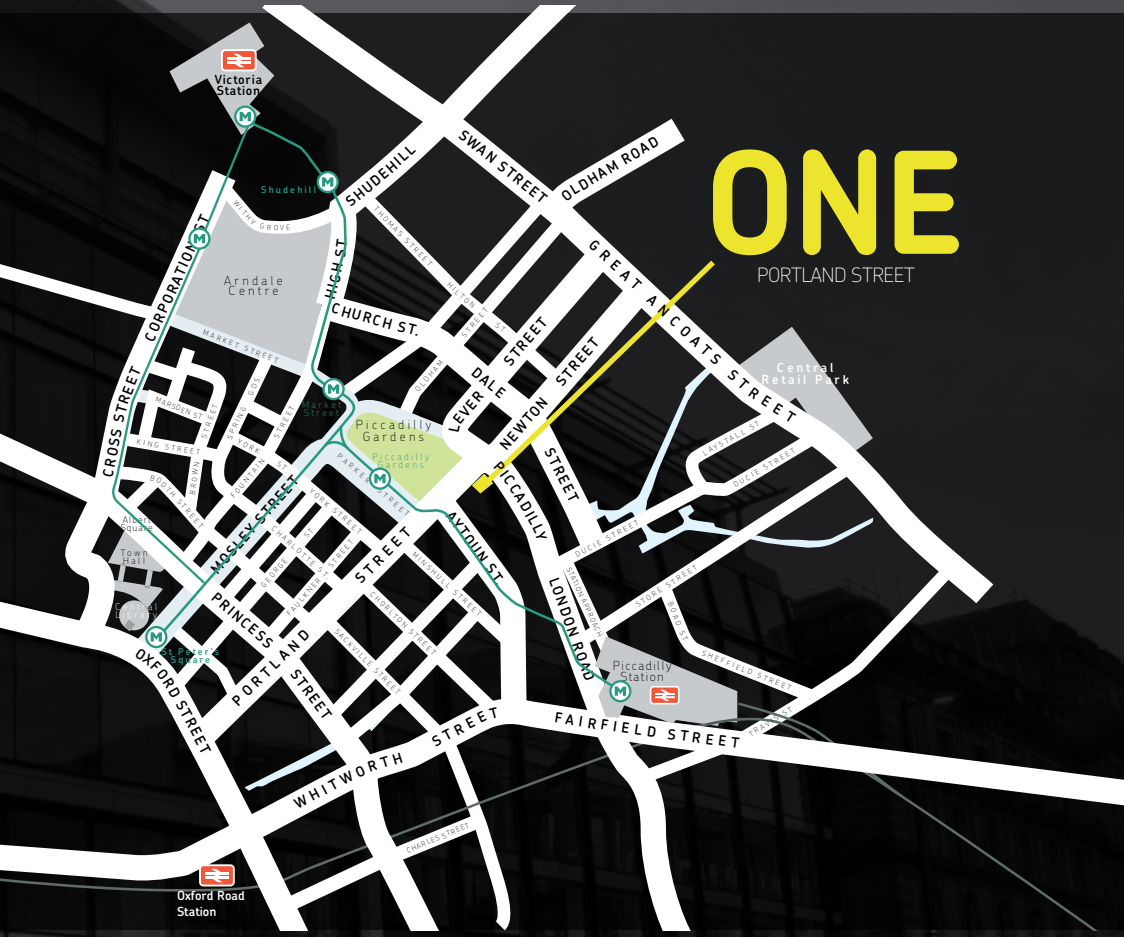 Victoria
Station
Shudehill
SHUDEHILL
SWAN STREET
OLDHAM ROAD
ONE
PORTLAND STREET
WITHY GROVE
THOMAS STREET
CORPORATION ST
HIGH ST
Arndale
Centre
GREAT ANCOATS STREET
HILTON ST
CHURCH ST.
OLDHAM STREET
MARKET STREET
DALE
LEVER STREET
NEWTON STREET
STREET
Central
Retail Park
Market
Street
CROSS STREET
MARSDEN ST
SPRING GDS
KING STREET
BROWN STREET
YORK ST
FOUNTAIN STREET
BOOTH STREET
Piccadilly
Gardens
Piccadilly
Gardens
PARKER STREET
PICCADILLY
LAYSTALL ST
DUCIE STREET
DUCIE STREET
Albert
Square
Town
Hall
Central
Library
MOSLEY STREET
YORK STREET
CHARLOTTE ST
GEORGE ST
FAULKNER STREET
AYTOUN ST.
MINSHULL STREET
CHORLTON STREET
SACKVILLE STREET
PORTLAND STREET
PRINCESS STREET
St Peter's
Square
OXFORD STREET
STATION APPROACH
LONDON ROAD
STORE STREET
BOAD ST
SHEFFIELD STREET
Piccadilly
Station
TRAVIS ST
FAIRFIELD STREET
WHITWORTH STREET
CHARLES STREET
Oxford Road
Station